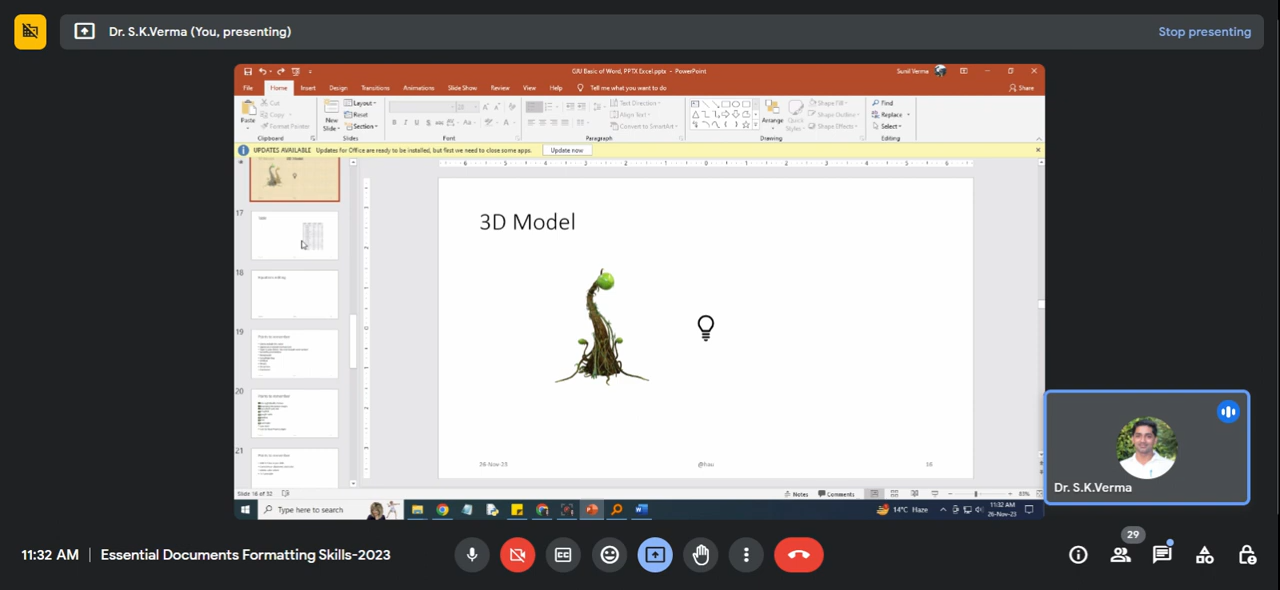 Dr. S.K.Verma (You, presenting)
Stop presenting
GJU Basic of Word, PPTX Excel.pptx - PowerPoint
Sunil Verma
File Home Insert Design Transitions Animations Slide Show Review View Help Tell me what you want to do
Share
Paste
Cut
Copy
Format Painter
New
Slide
Layout
Reset
Section
Text Direction
Align Text
Convert to SmartArt
Arrange
Quick
Styles
Shape Fill
Shape Outline
Shape Effects
Find
Replace
Select
Clipboard Slides Font Paragraph Drawing Editing
UPDATES AVAILABLE Updates for Office are ready to be installed, but first we need to close some apps. Update now
17
18
19
20
21
3D Model
26-Nov-23
16
Slide 16 of 32
Notes Comments
83%
Type here to search
14°C Haze
11:32 AM
26-Nov-23
Dr. S.K.Verma
29
11:32 AM | Essential Documents Formatting Skills-2023